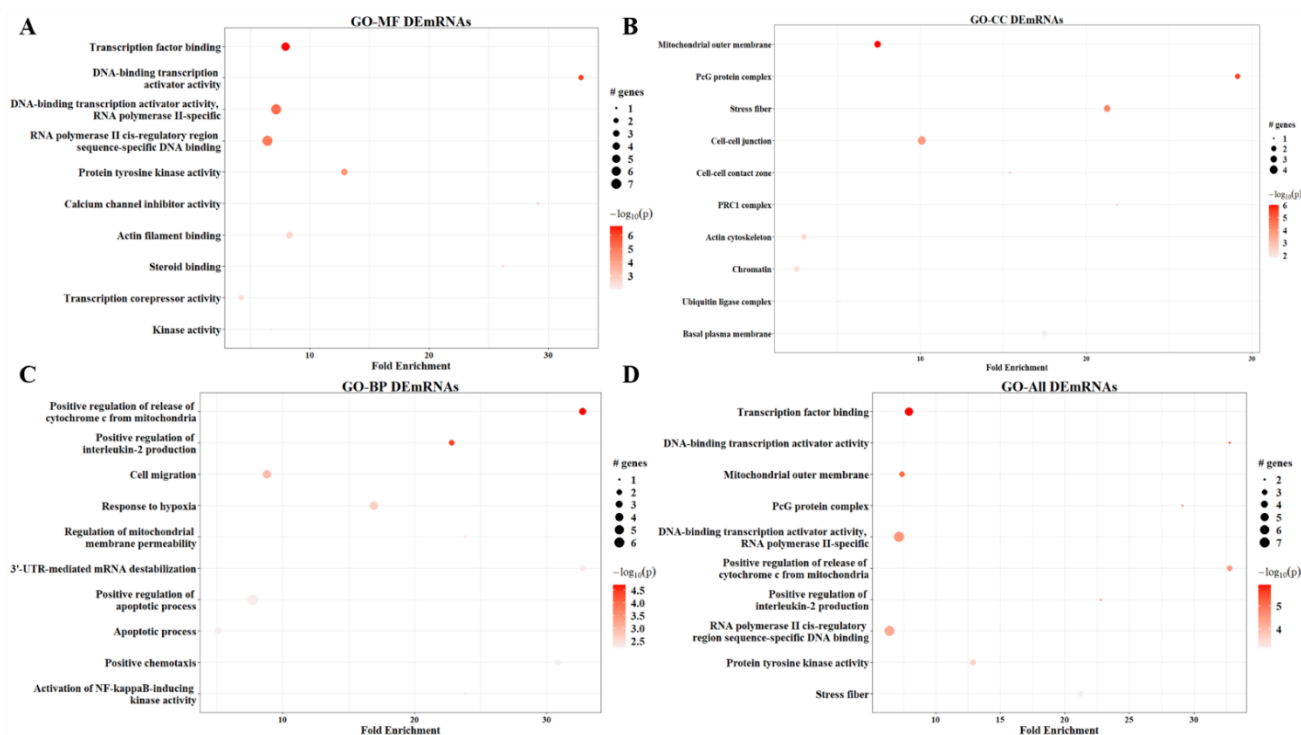 A
GO-MF DEmRNAs
Transcription factor binding
DNA-binding transcription
activator activity
DNA-binding transcription activator activity,
RNA polymerase II-specific
RNA polymerase II cis-regulatory region
sequence-specific DNA binding
Protein tyrosine kinase activity
Calcium channel inhibitor activity
Actin filament binding
Steroid binding
Transcription corepressor activity
Kinase activity
10 20 30
Fold Enrichment
# genes
1
2
3
4
5
6
7
−log10(p)
6
5
4
3
B
GO-CC DEmRNAs
Mitochondrial outer membrane
PcG protein complex
Stress fiber
Cell-cell junction
Cell-cell contact zone
PRC1 complex
Actin cytoskeleton
Chromatin
Ubiquitin ligase complex
Basal plasma membrane
10 20 30
Fold Enrichment
# genes
1
2
3
4
−log10(p)
6
5
4
3
2
C
GO-BP DEmRNAs
Positive regulation of release of
cytochrome c from mitochondria
Positive regulation of
interleukin-2 production
Cell migration
Response to hypoxia
Regulation of mitochondrial
membrane permeability
3'-UTR-mediated mRNA destabilization
Positive regulation of
apoptotic process
Apoptotic process
Positive chemotaxis
Activation of NF-kappaB-inducing
kinase activity
10 20 30
Fold Enrichment
# genes
1
2
3
4
5
6
−log10(p)
4.5
4.0
3.5
3.0
2.5
D
GO-All DEmRNAs
Transcription factor binding
DNA-binding transcription activator activity
Mitochondrial outer membrane
PcG protein complex
DNA-binding transcription activator activity,
RNA polymerase II-specific
Positive regulation of release of
cytochrome c from mitochondria
Positive regulation of
interleukin-2 production
RNA polymerase II cis-regulatory
region sequence-specific DNA binding
Protein tyrosine kinase activity
Stress fiber
10 15 20 25 30
Fold Enrichment
# genes
2
3
4
5
6
7
−log10(p)
5
4